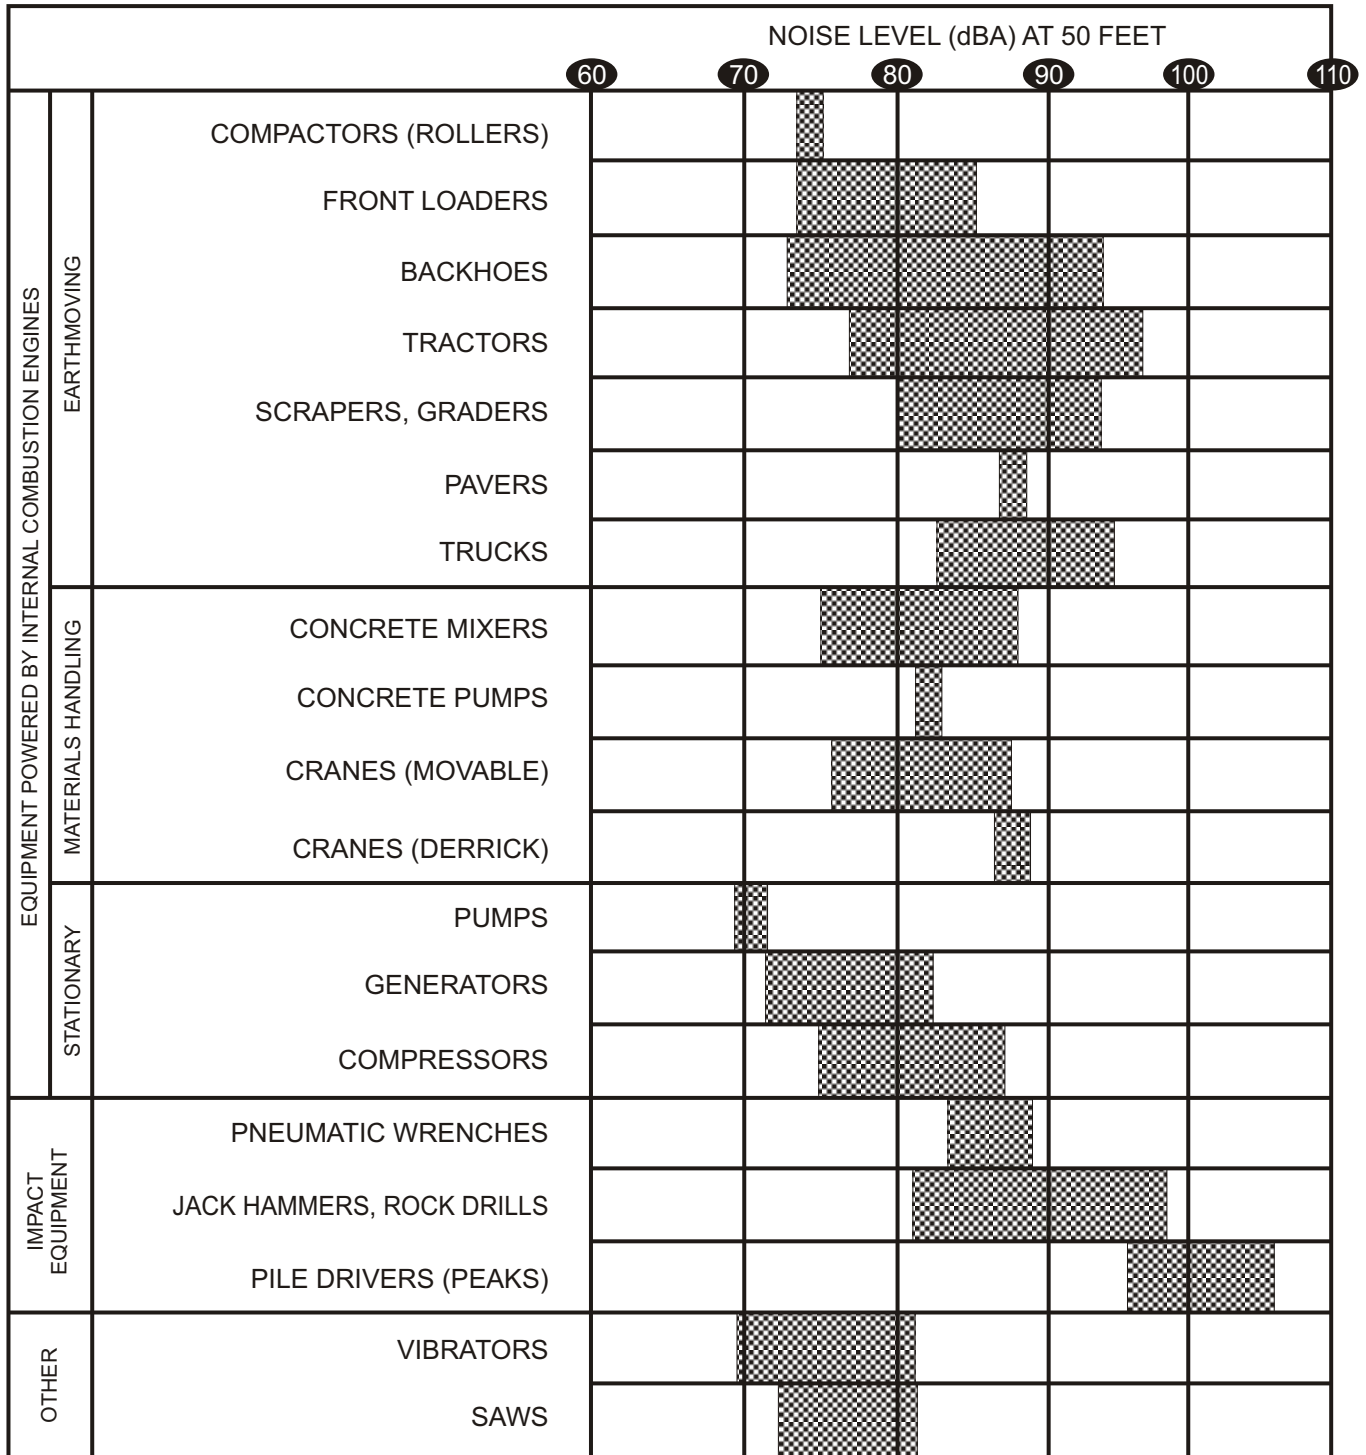 NOISE LEVEL (dBA) AT 50 FEET
60 70 80 90 100 110
EQUIPMENT POWERED BY INTERNAL COMBUSTION ENGINES
EARTHMOVING
COMPACTORS (ROLLERS)
FRONT LOADERS
BACKHOES
TRACTORS
SCRAPERS, GRADERS
PAVERS
TRUCKS
MATERIALS HANDLING
CONCRETE MIXERS
CONCRETE PUMPS
CRANES (MOVABLE)
CRANES (DERRICK)
STATIONARY
PUMPS
GENERATORS
COMPRESSORS
IMPACT
EQUIPMENT
PNEUMATIC WRENCHES
JACK HAMMERS, ROCK DRILLS
PILE DRIVERS (PEAKS)
OTHER
VIBRATORS
SAWS